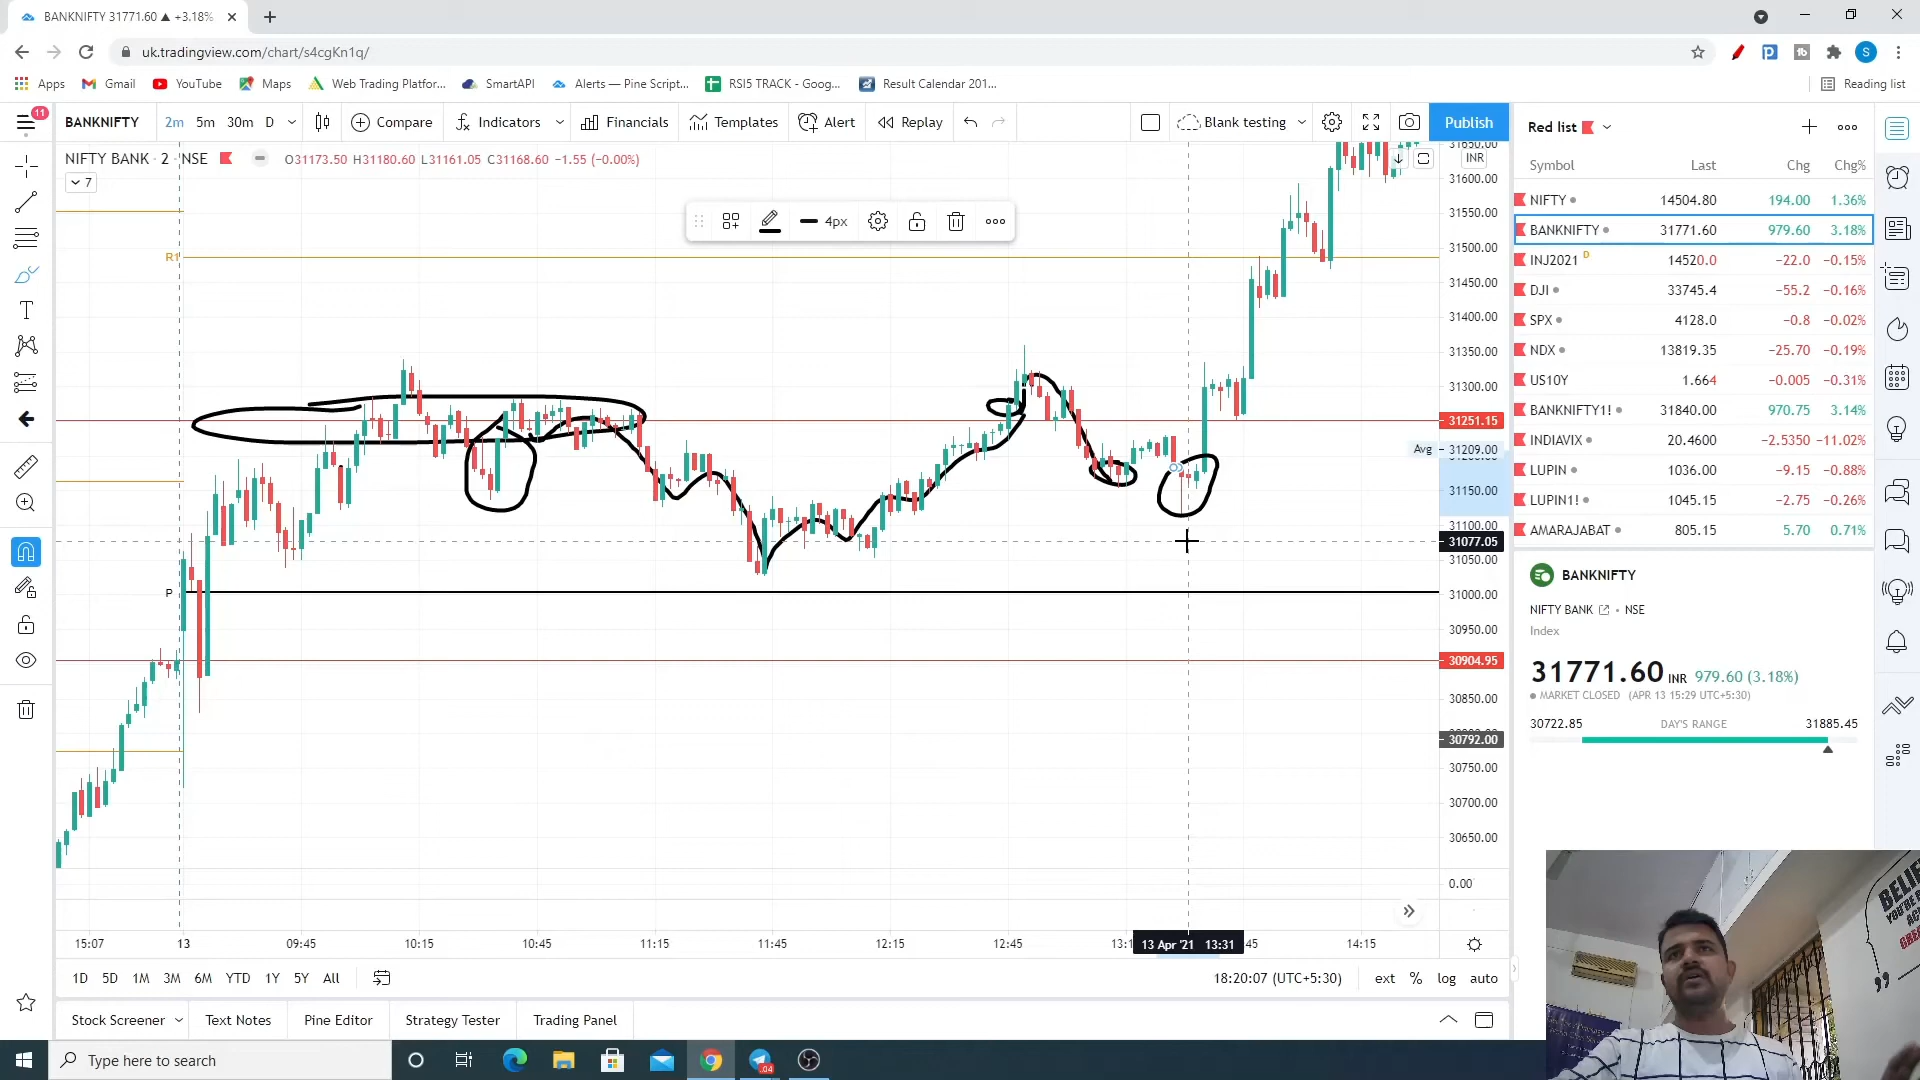 BANKNIFTY 31771.60 ▲ +3.18%
uk.tradingview.com/chart/s4cgKn1q/
S
Apps Gmail YouTube Maps Web Trading Platfor... SmartAPI Alerts — Pine Script... RSI5 TRACK - Goog... Result Calendar 201... Reading list
11 BANKNIFTY 2m 5m 30m D Compare Indicators Financials Templates Alert Replay Blank testing Publish
NIFTY BANK · 2 · NSE O31173.50 H31180.60 L31161.05 C31168.60 −1.55 (−0.00%)
7
4px
R1
P
INR
31600.00
31550.00
31500.00
31450.00
31400.00
31350.00
31300.00
31251.15
Avg 31209.00
31150.00
31100.00
31077.05
31050.00
31000.00
30950.00
30904.95
30850.00
30792.00
30750.00
30700.00
30650.00
0.00
15:07 13 09:45 10:15 10:45 11:15 11:45 12:15 12:45 13:1 13 Apr '21 13:31 45 14:15
1D 5D 1M 3M 6M YTD 1Y 5Y All 18:20:07 (UTC+5:30) ext % log auto
Stock Screener Text Notes Pine Editor Strategy Tester Trading Panel
Red list
Symbol Last Chg Chg%
NIFTY 14504.80 194.00 1.36%
BANKNIFTY 31771.60 979.60 3.18%
INJ2021 D 14520.0 −22.0 −0.15%
DJI 33745.4 −55.2 −0.16%
SPX 4128.0 −0.8 −0.02%
NDX 13819.35 −25.70 −0.19%
US10Y 1.664 −0.005 −0.31%
BANKNIFTY1! 31840.00 970.75 3.14%
INDIAVIX 20.4600 −2.5350 −11.02%
LUPIN 1036.00 −9.15 −0.88%
LUPIN1! 1045.15 −2.75 −0.26%
AMARAJABAT 805.15 5.70 0.71%
BANKNIFTY
NIFTY BANK · NSE
Index
31771.60 INR 979.60 (3.18%)
MARKET CLOSED (APR 13 15:29 UTC+5:30)
30722.85 DAY'S RANGE 31885.45
Type here to search